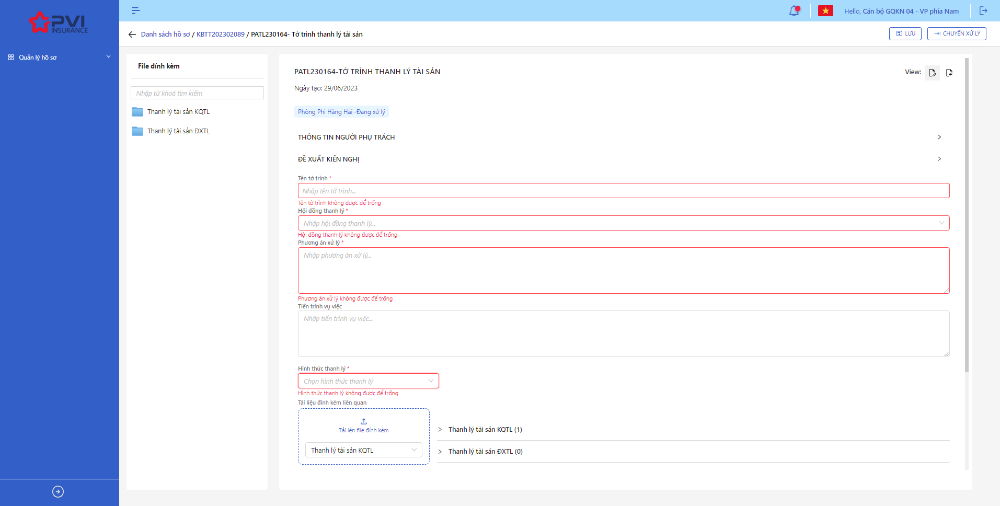 PVI
INSURANCE
Hello, Cán bộ GQKN 04 - VP phía Nam
Quản lý hồ sơ
Danh sách hồ sơ / KBTT202302089 / PATL230164- Tờ trình thanh lý tài sản
LƯU
CHUYỂN XỬ LÝ
File đính kèm
Nhập từ khoá tìm kiếm
Thanh lý tài sản KQTL
Thanh lý tài sản ĐXTL
PATL230164-TỜ TRÌNH THANH LÝ TÀI SẢN
View:
Ngày tạo: 29/06/2023
Phòng Phi Hàng Hải -Đang xử lý
THÔNG TIN NGƯỜI PHỤ TRÁCH
ĐỀ XUẤT KIẾN NGHỊ
Tên tờ trình *
Nhập tên tờ trình...
Tên tờ trình không được để trống
Hội đồng thanh lý *
Nhập hội đồng thanh lý...
Hội đồng thanh lý không được để trống
Phương án xử lý *
Nhập phương án xử lý...
Phương án xử lý không được để trống
Tiến trình vụ việc
Nhập tiến trình vụ việc...
Hình thức thanh lý *
Chọn hình thức thanh lý
Hình thức thanh lý không được để trống
Tài liệu đính kèm liên quan
Tải lên file đính kèm
Thanh lý tài sản KQTL
Thanh lý tài sản KQTL (1)
Thanh lý tài sản ĐXTL (0)